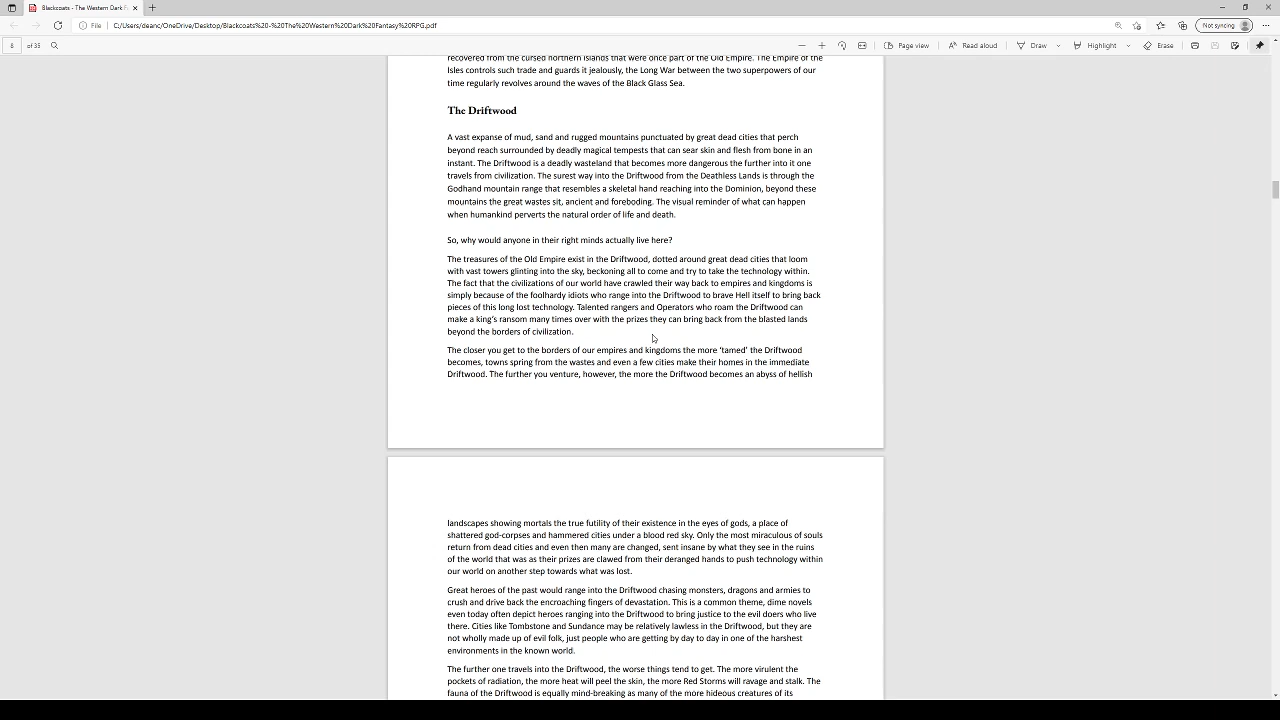 Blackcoats - The Western Dark F
File
C:/Users/deanc/OneDrive/Desktop/Blackcoats%20-%20The%20Western%20Dark%20Fantasy%20RPG.pdf
Not syncing
8 of 35
Page view
Read aloud
Draw
Highlight
Erase
recovered from the cursed northern islands that were once part of the Old Empire. The Empire of the
Isles controls such trade and guards it jealously, the Long War between the two superpowers of our
time regularly revolves around the waves of the Black Glass Sea.
The Driftwood
A vast expanse of mud, sand and rugged mountains punctuated by great dead cities that perch
beyond reach surrounded by deadly magical tempests that can sear skin and flesh from bone in an
instant. The Driftwood is a deadly wasteland that becomes more dangerous the further into it one
travels from civilization. The surest way into the Driftwood from the Deathless Lands is through the
Godhand mountain range that resembles a skeletal hand reaching into the Dominion, beyond these
mountains the great wastes sit, ancient and foreboding. The visual reminder of what can happen
when humankind perverts the natural order of life and death.
So, why would anyone in their right minds actually live here?
The treasures of the Old Empire exist in the Driftwood, dotted around great dead cities that loom
with vast towers glinting into the sky, beckoning all to come and try to take the technology within.
The fact that the civilizations of our world have crawled their way back to empires and kingdoms is
simply because of the foolhardy idiots who range into the Driftwood to brave Hell itself to bring back
pieces of this long lost technology. Talented rangers and Operators who roam the Driftwood can
make a king's ransom many times over with the prizes they can bring back from the blasted lands
beyond the borders of civilization.
The closer you get to the borders of our empires and kingdoms the more 'tamed' the Driftwood
becomes, towns spring from the wastes and even a few cities make their homes in the immediate
Driftwood. The further you venture, however, the more the Driftwood becomes an abyss of hellish
landscapes showing mortals the true futility of their existence in the eyes of gods, a place of
shattered god-corpses and hammered cities under a blood red sky. Only the most miraculous of souls
return from dead cities and even then many are changed, sent insane by what they see in the ruins
of the world that was as their prizes are clawed from their deranged hands to push technology within
our world on another step towards what was lost.
Great heroes of the past would range into the Driftwood chasing monsters, dragons and armies to
crush and drive back the encroaching fingers of devastation. This is a common theme, dime novels
even today often depict heroes ranging into the Driftwood to bring justice to the evil doers who live
there. Cities like Tombstone and Sundance may be relatively lawless in the Driftwood, but they are
not wholly made up of evil folk, just people who are getting by day to day in one of the harshest
environments in the known world.
The further one travels into the Driftwood, the worse things tend to get. The more virulent the
pockets of radiation, the more heat will peel the skin, the more Red Storms will ravage and stalk. The
fauna of the Driftwood is equally mind-breaking as many of the more hideous creatures of its